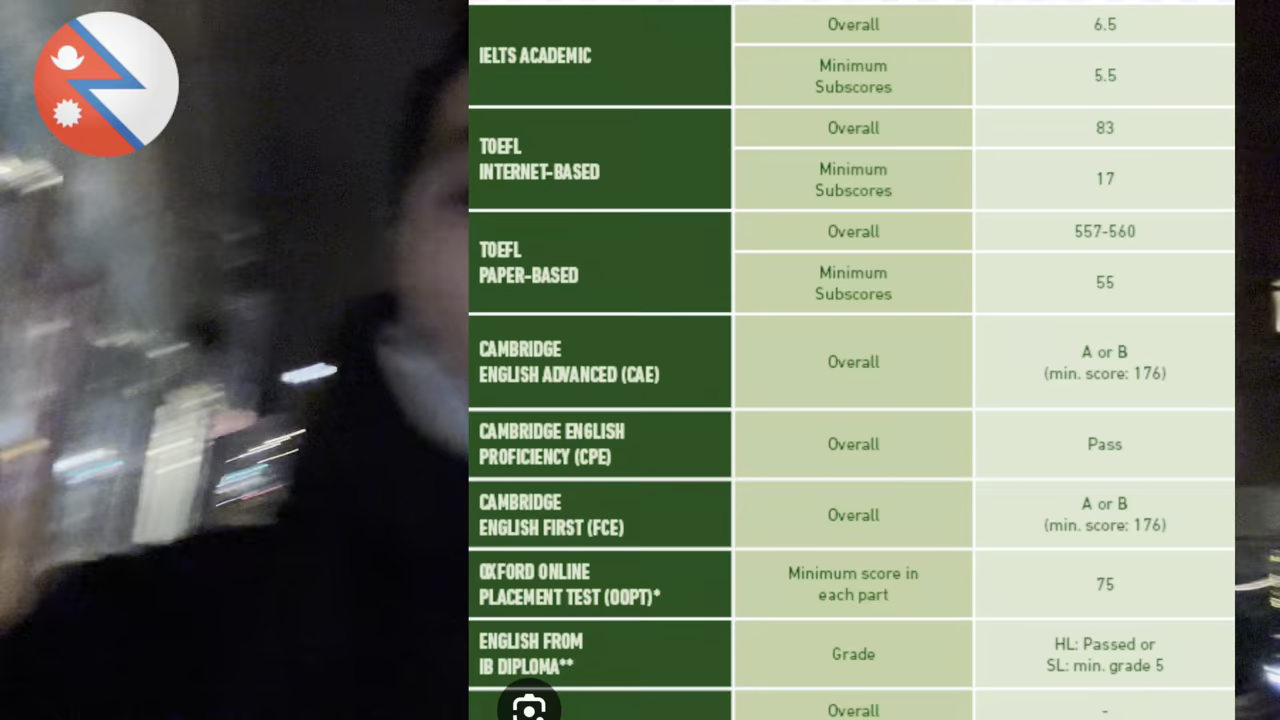 IELTS ACADEMIC
Overall
6.5
Minimum
Subscores
5.5
TOEFL
INTERNET-BASED
Overall
83
Minimum
Subscores
17
TOEFL
PAPER-BASED
Overall
557-560
Minimum
Subscores
55
CAMBRIDGE
ENGLISH ADVANCED (CAE)
Overall
A or B
(min. score: 176)
CAMBRIDGE ENGLISH
PROFICIENCY (CPE)
Overall
Pass
CAMBRIDGE
ENGLISH FIRST (FCE)
Overall
A or B
(min. score: 176)
OXFORD ONLINE
PLACEMENT TEST (OOPT)*
Minimum score in
each part
75
ENGLISH FROM
IB DIPLOMA**
Grade
HL: Passed or
SL: min. grade 5
Overall
-